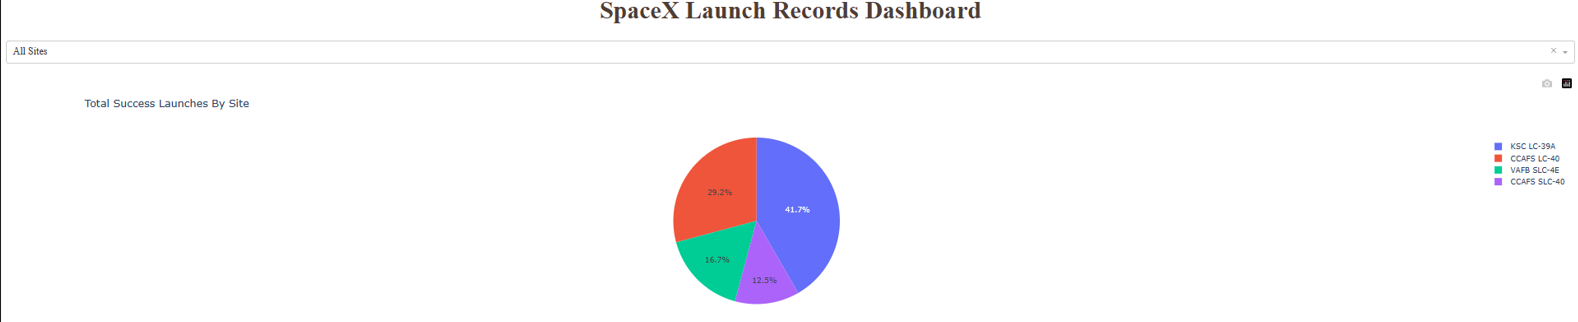 SpaceX Launch Records Dashboard
All Sites
Total Success Launches By Site
KSC LC-39A
CCAFS LC-40
VAFB SLC-4E
CCAFS SLC-40
29.2%
41.7%
16.7%
12.5%